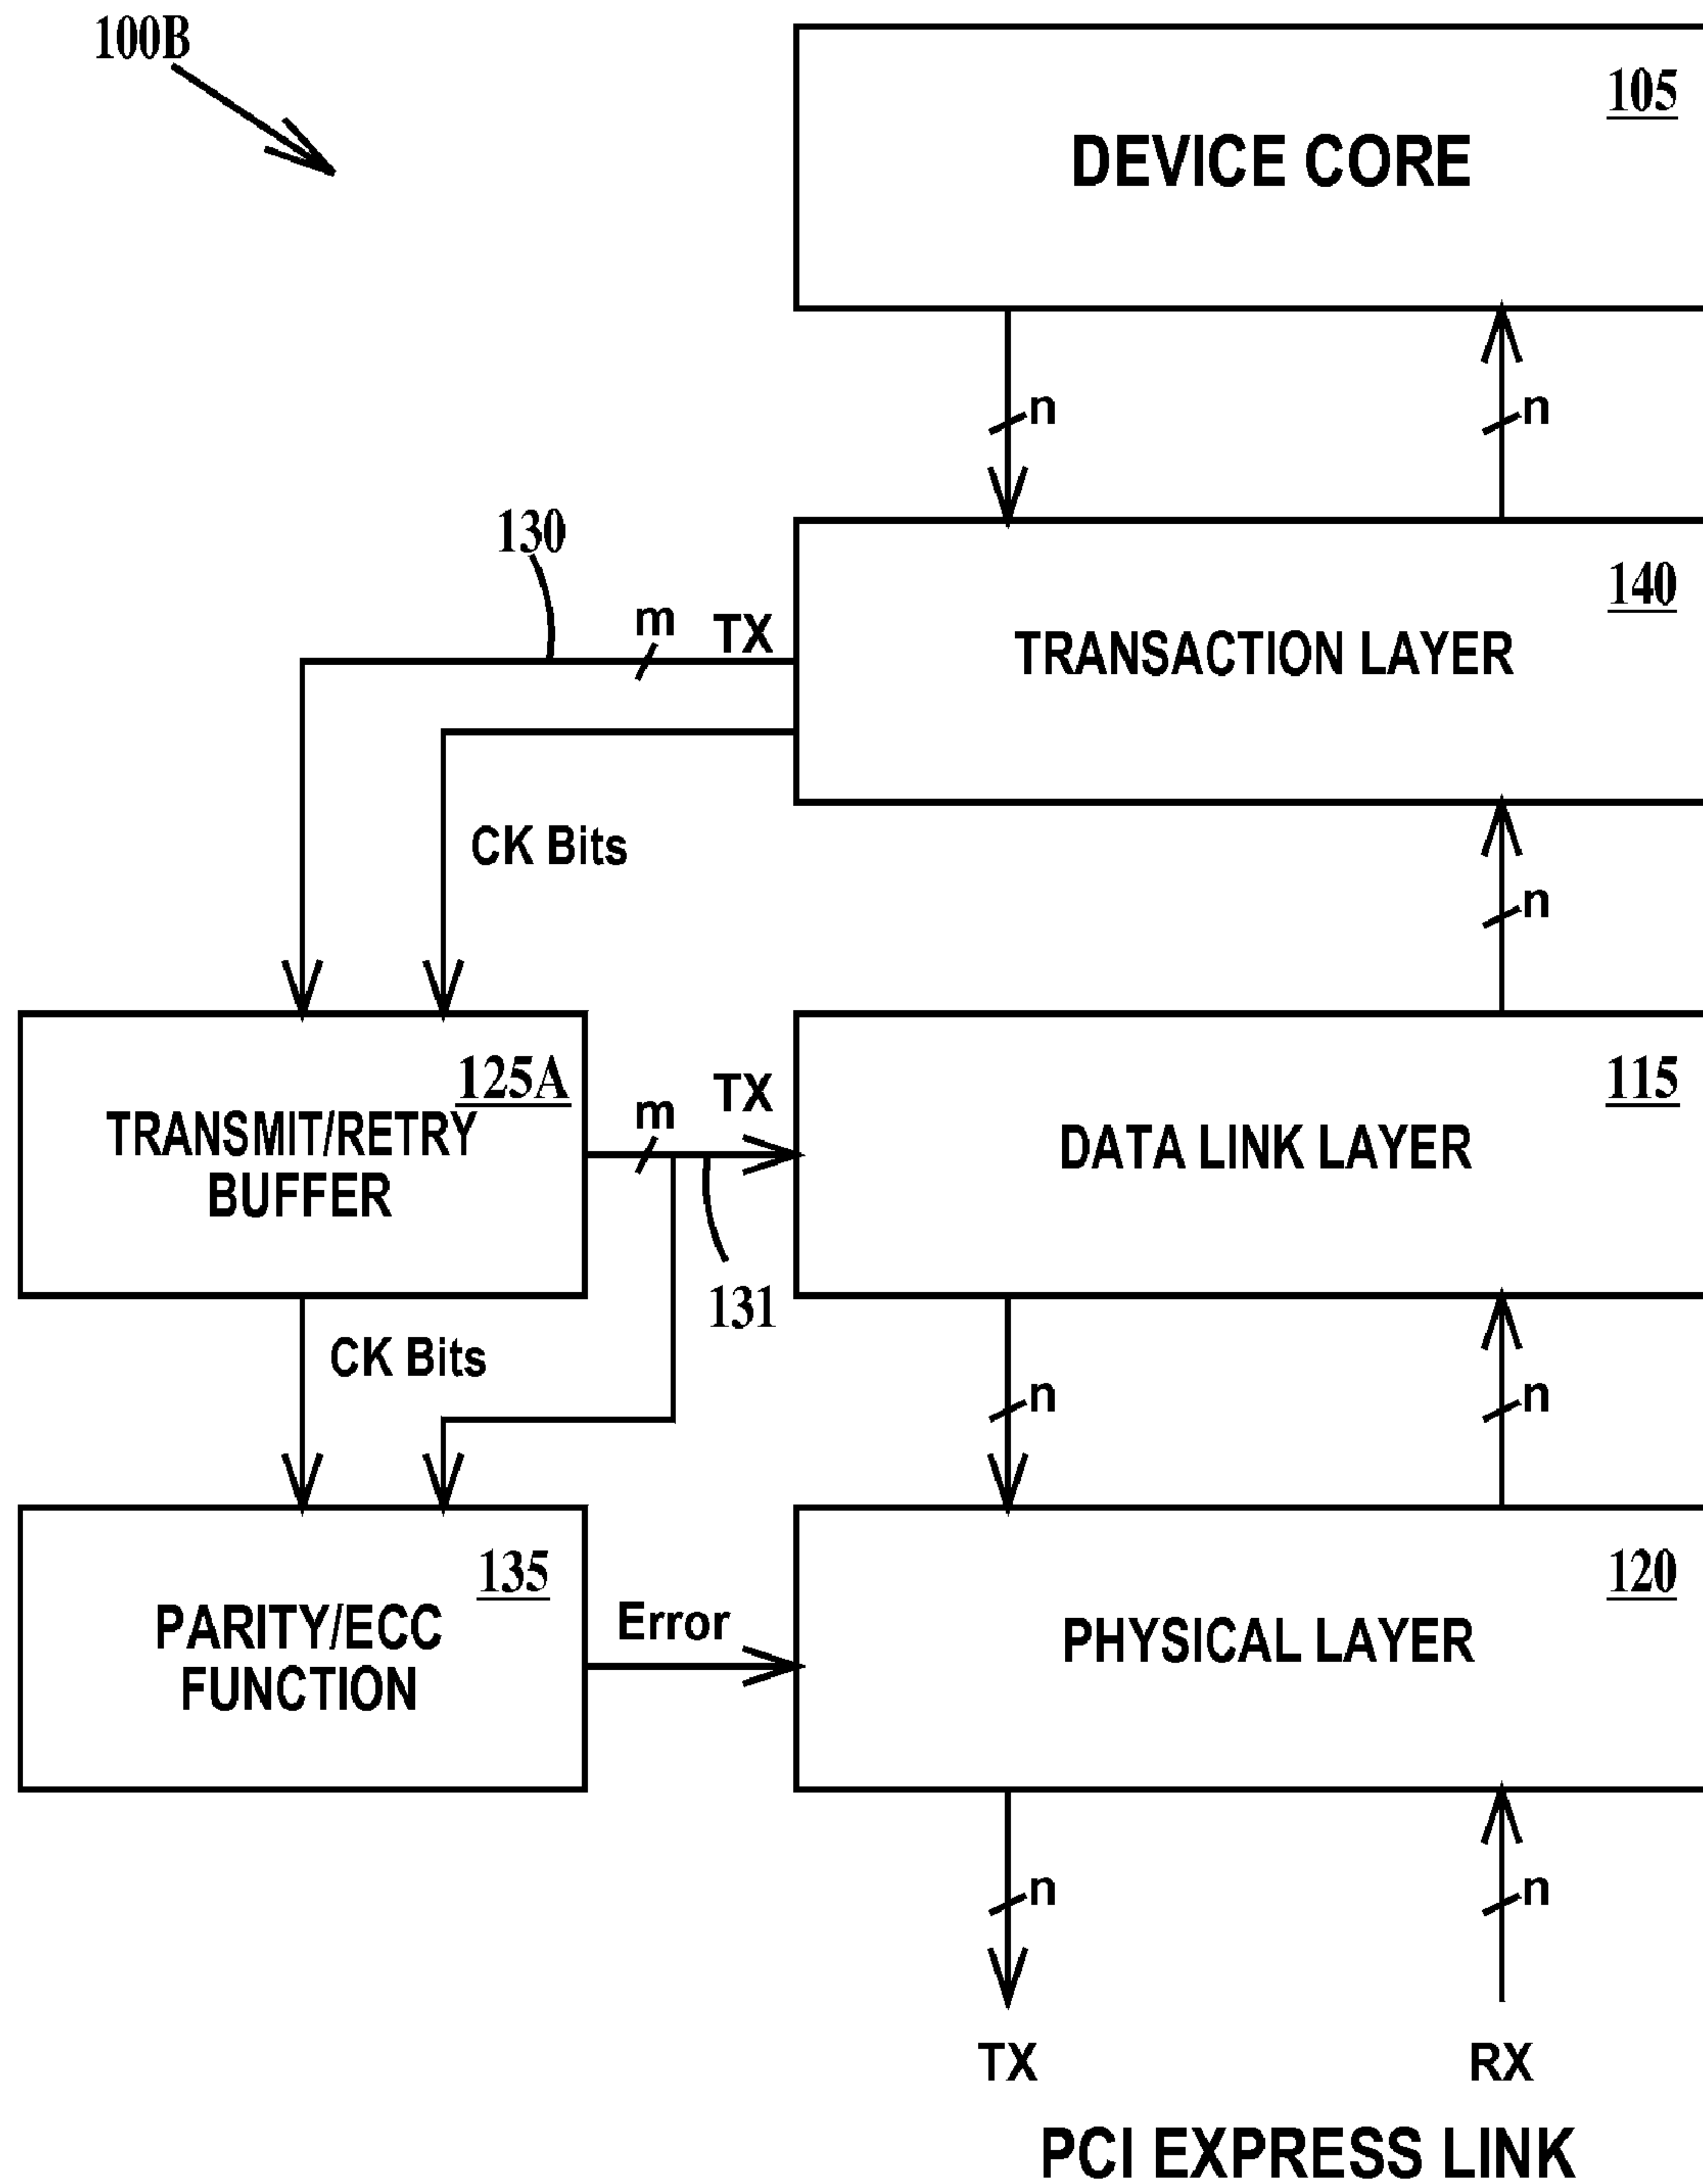 100B
105
DEVICE CORE
n
n
130
m
TX
140
TRANSACTION LAYER
CK Bits
n
125A
TRANSMIT/RETRY
BUFFER
m
TX
115
DATA LINK LAYER
131
CK Bits
n
n
135
PARITY/ECC
FUNCTION
Error
120
PHYSICAL LAYER
n
n
TX
RX
PCI EXPRESS LINK